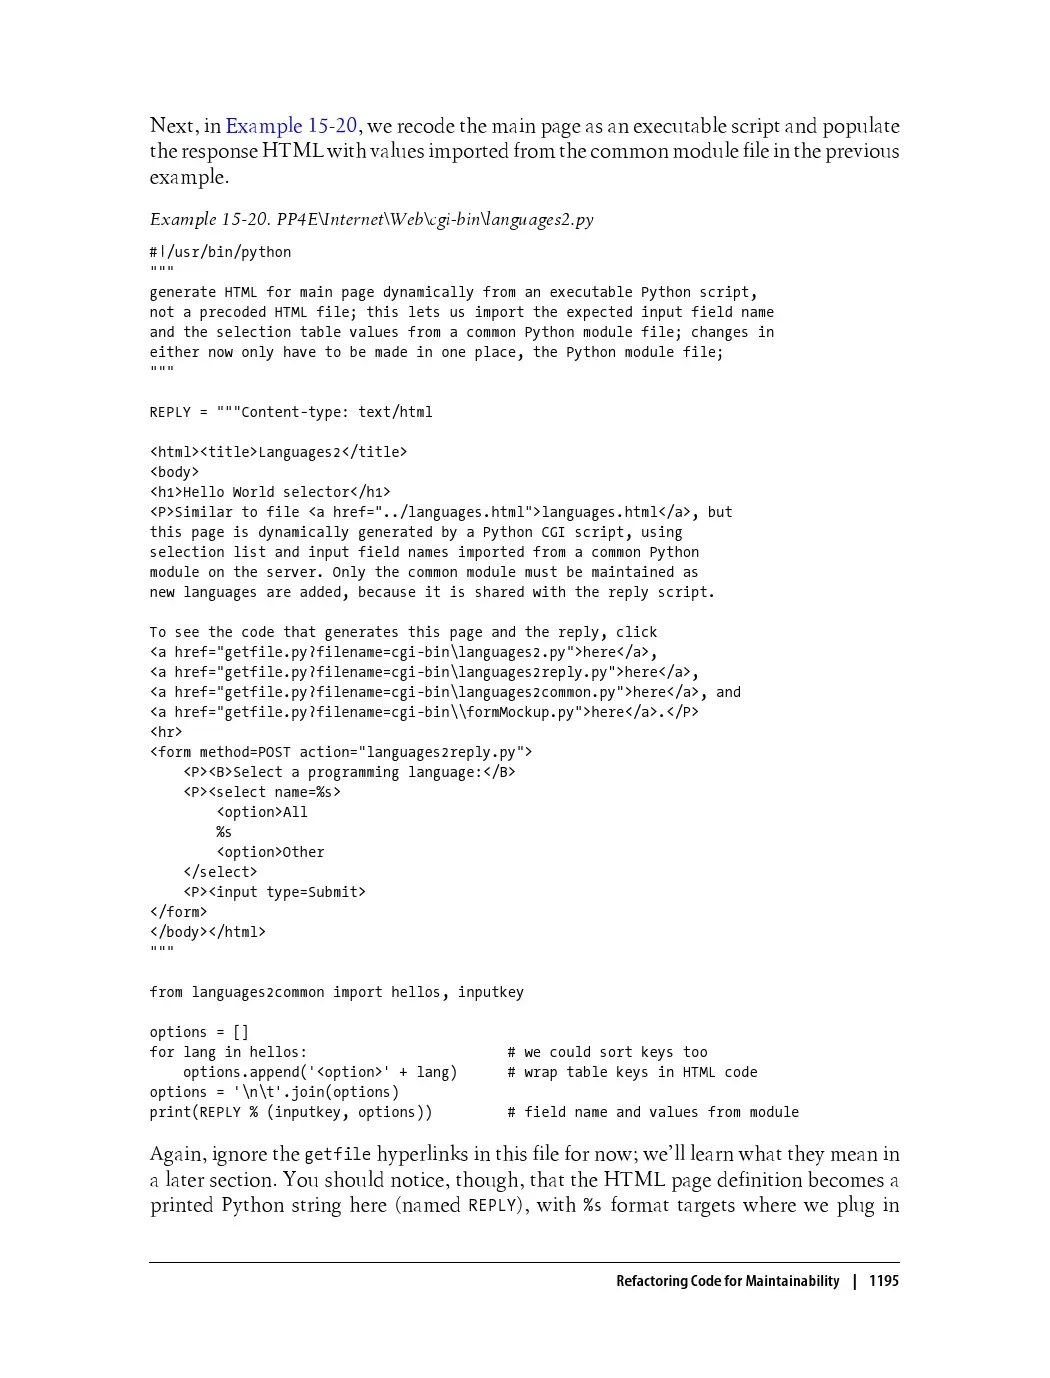 Next, in Example 15-20, we recode the main page as an executable script and populate
the response HTML with values imported from the common module file in the previous
example.
Example 15-20. PP4E\Internet\Web\cgi-bin\languages2.py
#!/usr/bin/python
"""
generate HTML for main page dynamically from an executable Python script,
not a precoded HTML file; this lets us import the expected input field name
and the selection table values from a common Python module file; changes in
either now only have to be made in one place, the Python module file;
"""
REPLY = """Content-type: text/html
<html><title>Languages2</title>
<body>
<h1>Hello World selector</h1>
<P>Similar to file <a href="../languages.html">languages.html</a>, but
this page is dynamically generated by a Python CGI script, using
selection list and input field names imported from a common Python
module on the server. Only the common module must be maintained as
new languages are added, because it is shared with the reply script.
To see the code that generates this page and the reply, click
<a href="getfile.py?filename=cgi-bin\languages2.py">here</a>,
<a href="getfile.py?filename=cgi-bin\languages2reply.py">here</a>,
<a href="getfile.py?filename=cgi-bin\languages2common.py">here</a>, and
<a href="getfile.py?filename=cgi-bin\\formMockup.py">here</a>.</P>
<hr>
<form method=POST action="languages2reply.py">
    <P><B>Select a programming language:</B>
    <P><select name=%s>
        <option>All
        %s
        <option>Other
    </select>
    <P><input type=Submit>
</form>
</body></html>
"""
from languages2common import hellos, inputkey
options = []
for lang in hellos:                        # we could sort keys too
    options.append('<option>' + lang)      # wrap table keys in HTML code
options = '\n\t'.join(options)
print(REPLY % (inputkey, options))         # field name and values from module
Again, ignore the getfile hyperlinks in this file for now; we'll learn what they mean in
a later section. You should notice, though, that the HTML page definition becomes a
printed Python string here (named REPLY), with %s format targets where we plug in
Refactoring Code for Maintainability | 1195